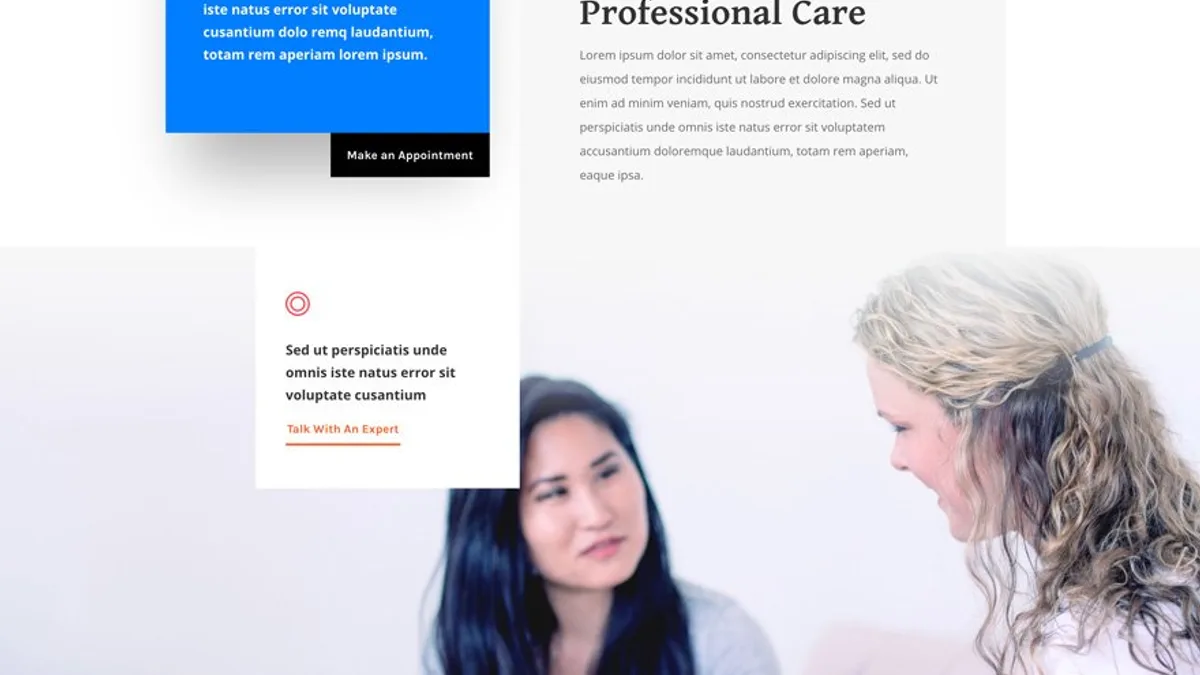 iste natus error sit voluptate
cusantium dolo remq laudantium,
totam rem aperiam lorem ipsum.
Make an Appointment
Professional Care
Lorem ipsum dolor sit amet, consectetur adipiscing elit, sed do
eiusmod tempor incididunt ut labore et dolore magna aliqua. Ut
enim ad minim veniam, quis nostrud exercitation. Sed ut
perspiciatis unde omnis iste natus error sit voluptatem
accusantium doloremque laudantium, totam rem aperiam,
eaque ipsa.
Sed ut perspiciatis unde
omnis iste natus error sit
voluptate cusantium
Talk With An Expert